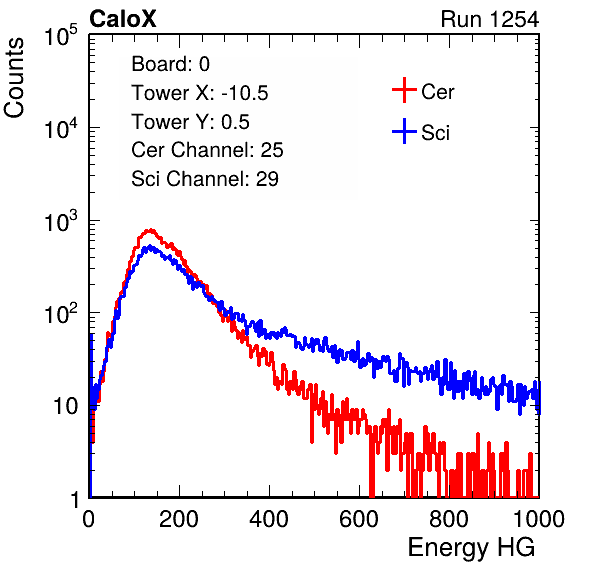 CaloX Run 1254
Counts
Board: 0
Tower X: -10.5
Tower Y: 0.5
Cer Channel: 25
Sci Channel: 29
Cer
Sci
10^5
10^4
10^3
10^2
10
1
0 200 400 600 800 1000
Energy HG